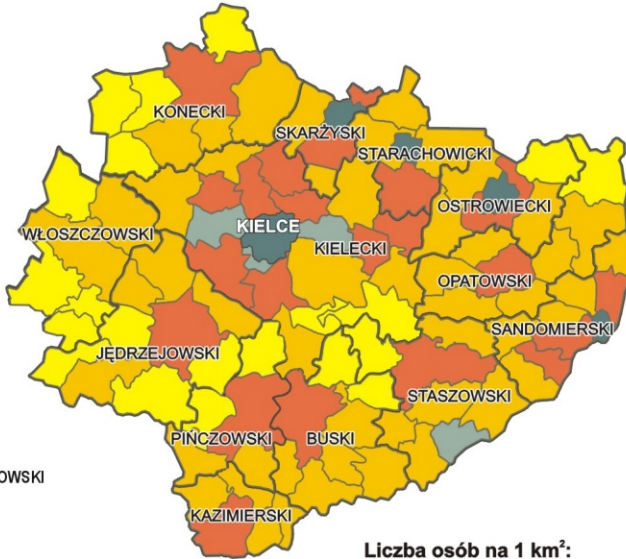 KONECKI
SKARŻYSKI
STARACHOWICKI
OSTROWIECKI
WŁOSZCZOWSKI
KIELCE
KIELECKI
OPATOWSKI
SANDOMIERSKI
JĘDRZEJOWSKI
STASZOWSKI
PIŃCZOWSKI
BUSKI
OWSKI
KAZIMIERSKI
Liczba osób na 1 km²: